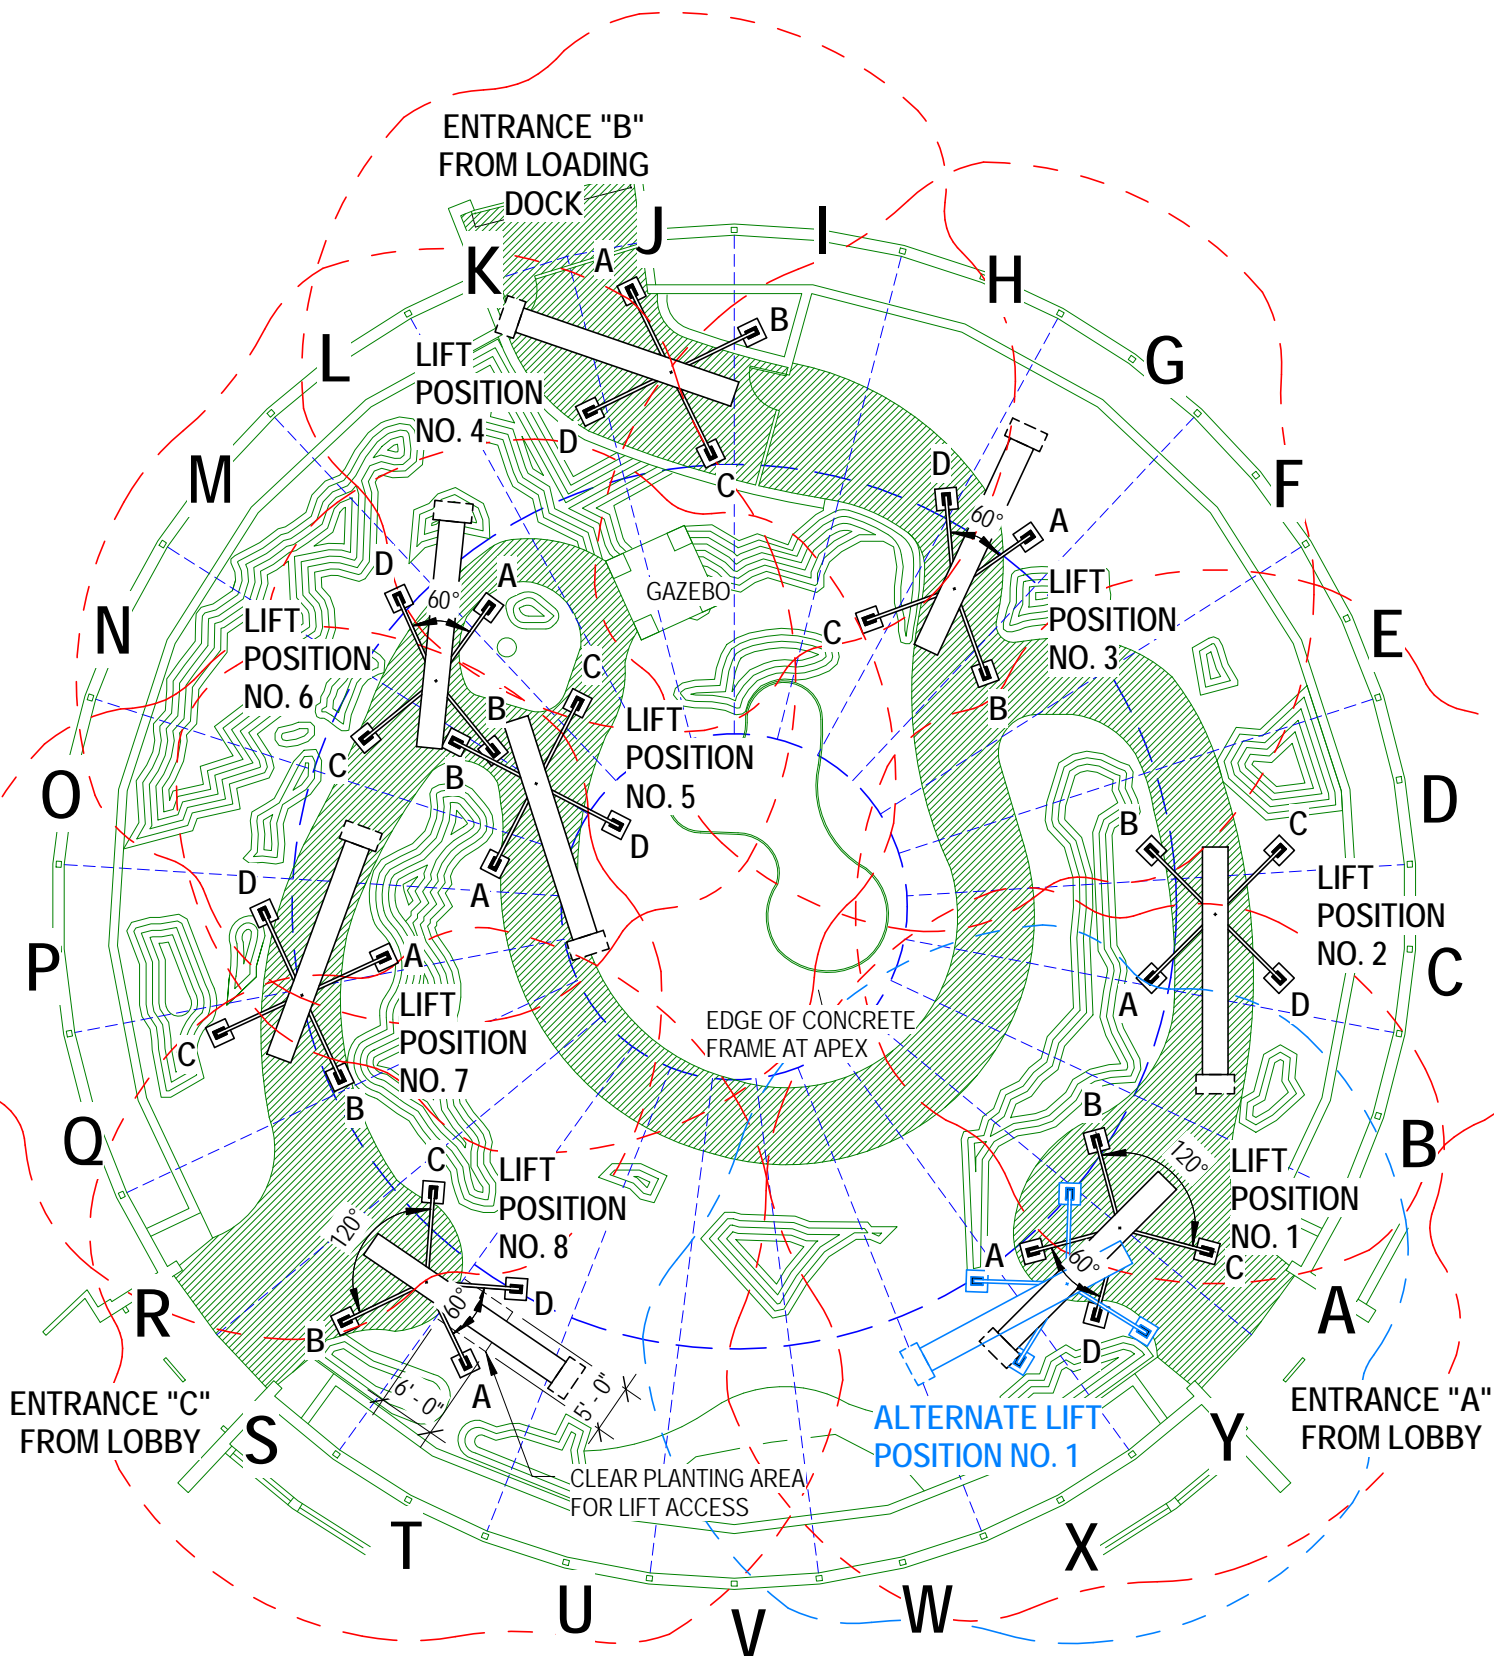 ENTRANCE "B"
FROM LOADING
DOCK
J
I
K
A
H
B
L
LIFT
POSITION
NO. 4
G
D
C
M
D
60°
A
F
D
A
60°
GAZEBO
LIFT
POSITION
NO. 3
C
B
N
LIFT
POSITION
NO. 6
E
C
B
C
B
LIFT
POSITION
NO. 5
D
A
O
D
B
C
LIFT
POSITION
NO. 2
A
D
D
P
C
A
C
B
LIFT
POSITION
NO. 7
EDGE OF CONCRETE
FRAME AT APEX
Q
B
B
120°
LIFT
POSITION
NO. 1
A
60°
C
D
C
LIFT
POSITION
NO. 8
120°
D
60°
B
A
R
A
6'-0"
5'-0"
ENTRANCE "C"
FROM LOBBY
S
ALTERNATE LIFT
POSITION NO. 1
Y
ENTRANCE "A"
FROM LOBBY
CLEAR PLANTING AREA
FOR LIFT ACCESS
T
X
U
V
W